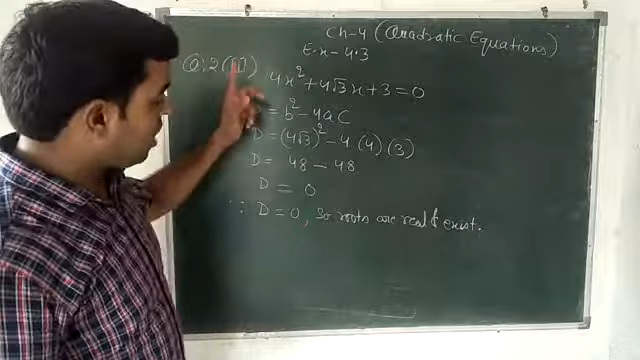 Ch-4 (Quadratic Equations)
Ex-4.3
Q:2 (iii) 4x² + 4√3x + 3 = 0
= b² - 4aC
D = (4√3)² - 4 (4) (3)
D = 48 - 48
D = 0
∵ D = 0, So roots are real & exist.